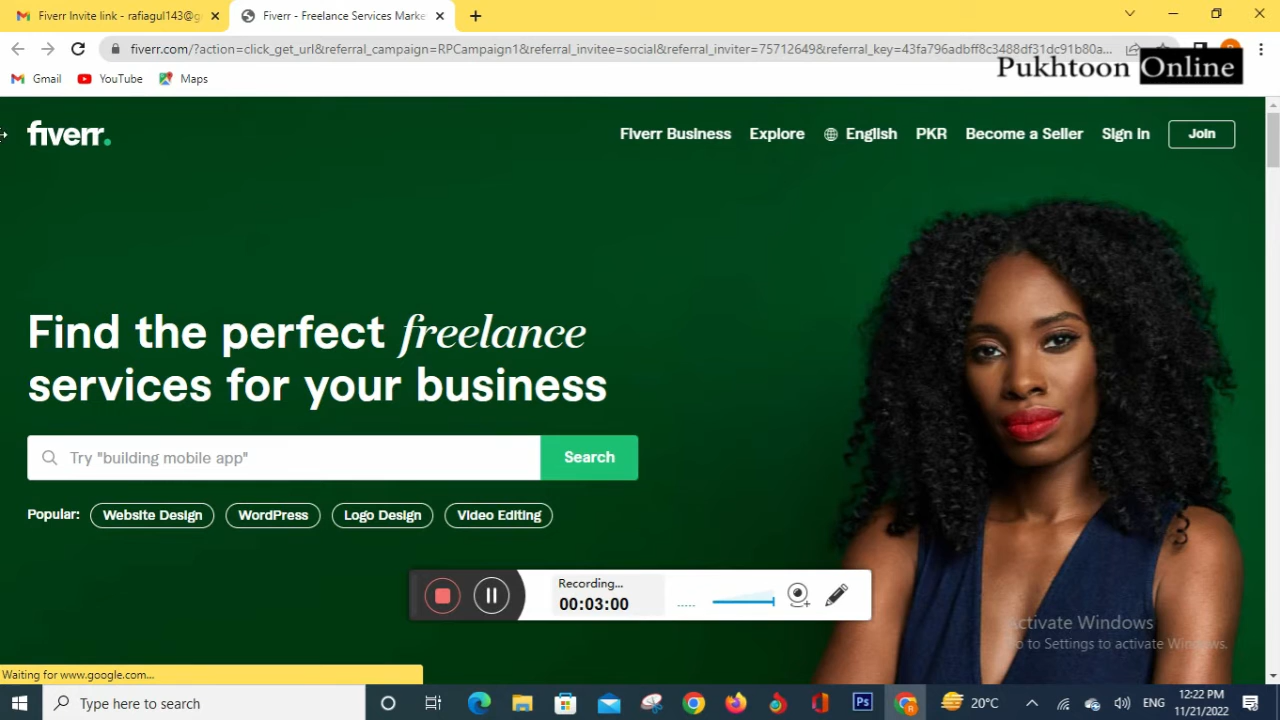 Fiverr Invite link - rafiagul143@g
Fiverr - Freelance Services Marke
fiverr.com/?action=click_get_url&referral_campaign=RPCampaign1&referral_invitee=social&referral_inviter=75712649&referral_key=43fa796adbff8c3488df31dc91b80a...
Gmail YouTube Maps
Pukhtoon Online
fiverr.
Fiverr Business Explore English PKR Become a Seller Sign In Join
Find the perfect freelance
services for your business
Try "building mobile app" Search
Popular: Website Design WordPress Logo Design Video Editing
Recording...
00:03:00
Activate Windows
Go to Settings to activate Windows.
Waiting for www.google.com...
Type here to search
Ps
20°C
ENG
12:22 PM
11/21/2022